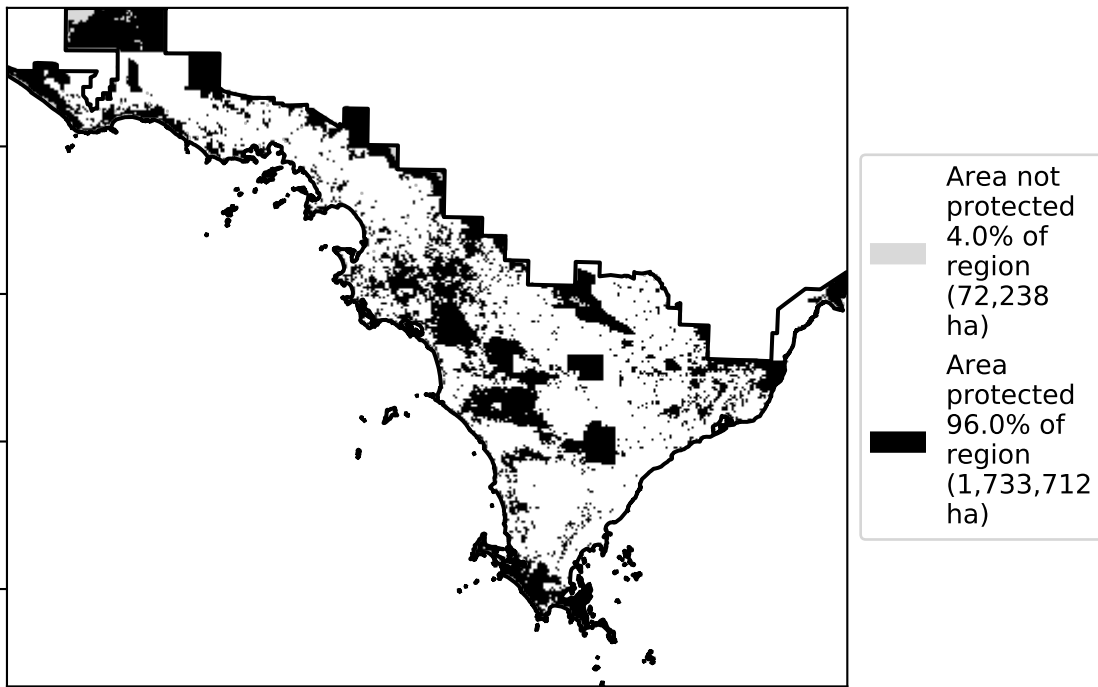 Area not
protected
4.0% of
region
(72,238
ha)
Area
protected
96.0% of
region
(1,733,712
ha)